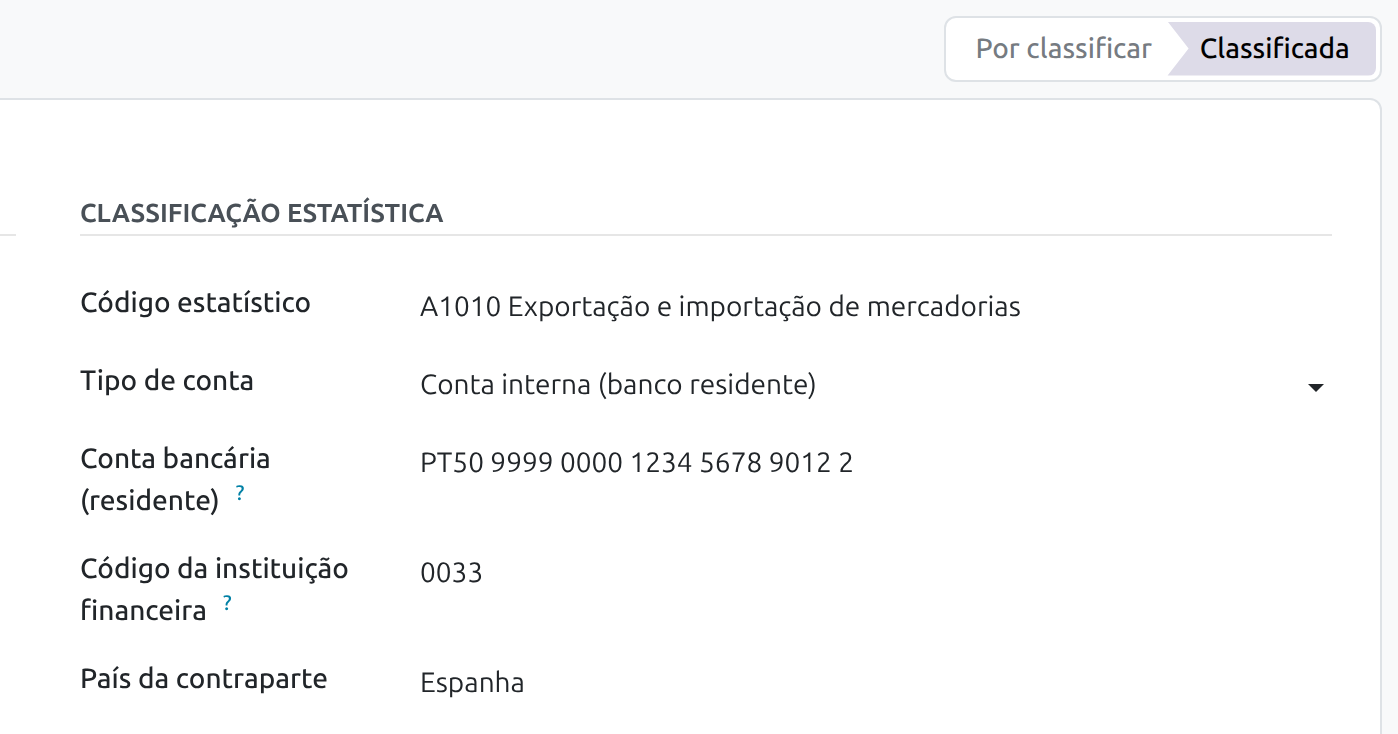 Por classificar
Classificada
CLASSIFICAÇÃO ESTATÍSTICA
Código estatístico
A1010 Exportação e importação de mercadorias
Tipo de conta
Conta interna (banco residente)
Conta bancária
(residente) ?
PT50 9999 0000 1234 5678 9012 2
Código da instituição
financeira ?
0033
País da contraparte
Espanha